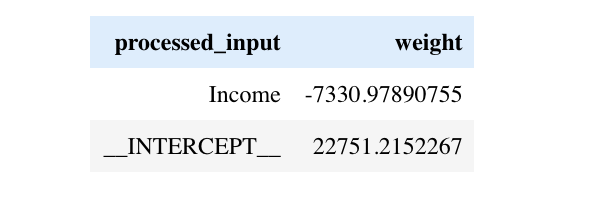 processed_input weight
Income -7330.97890755
__INTERCEPT__ 22751.2152267